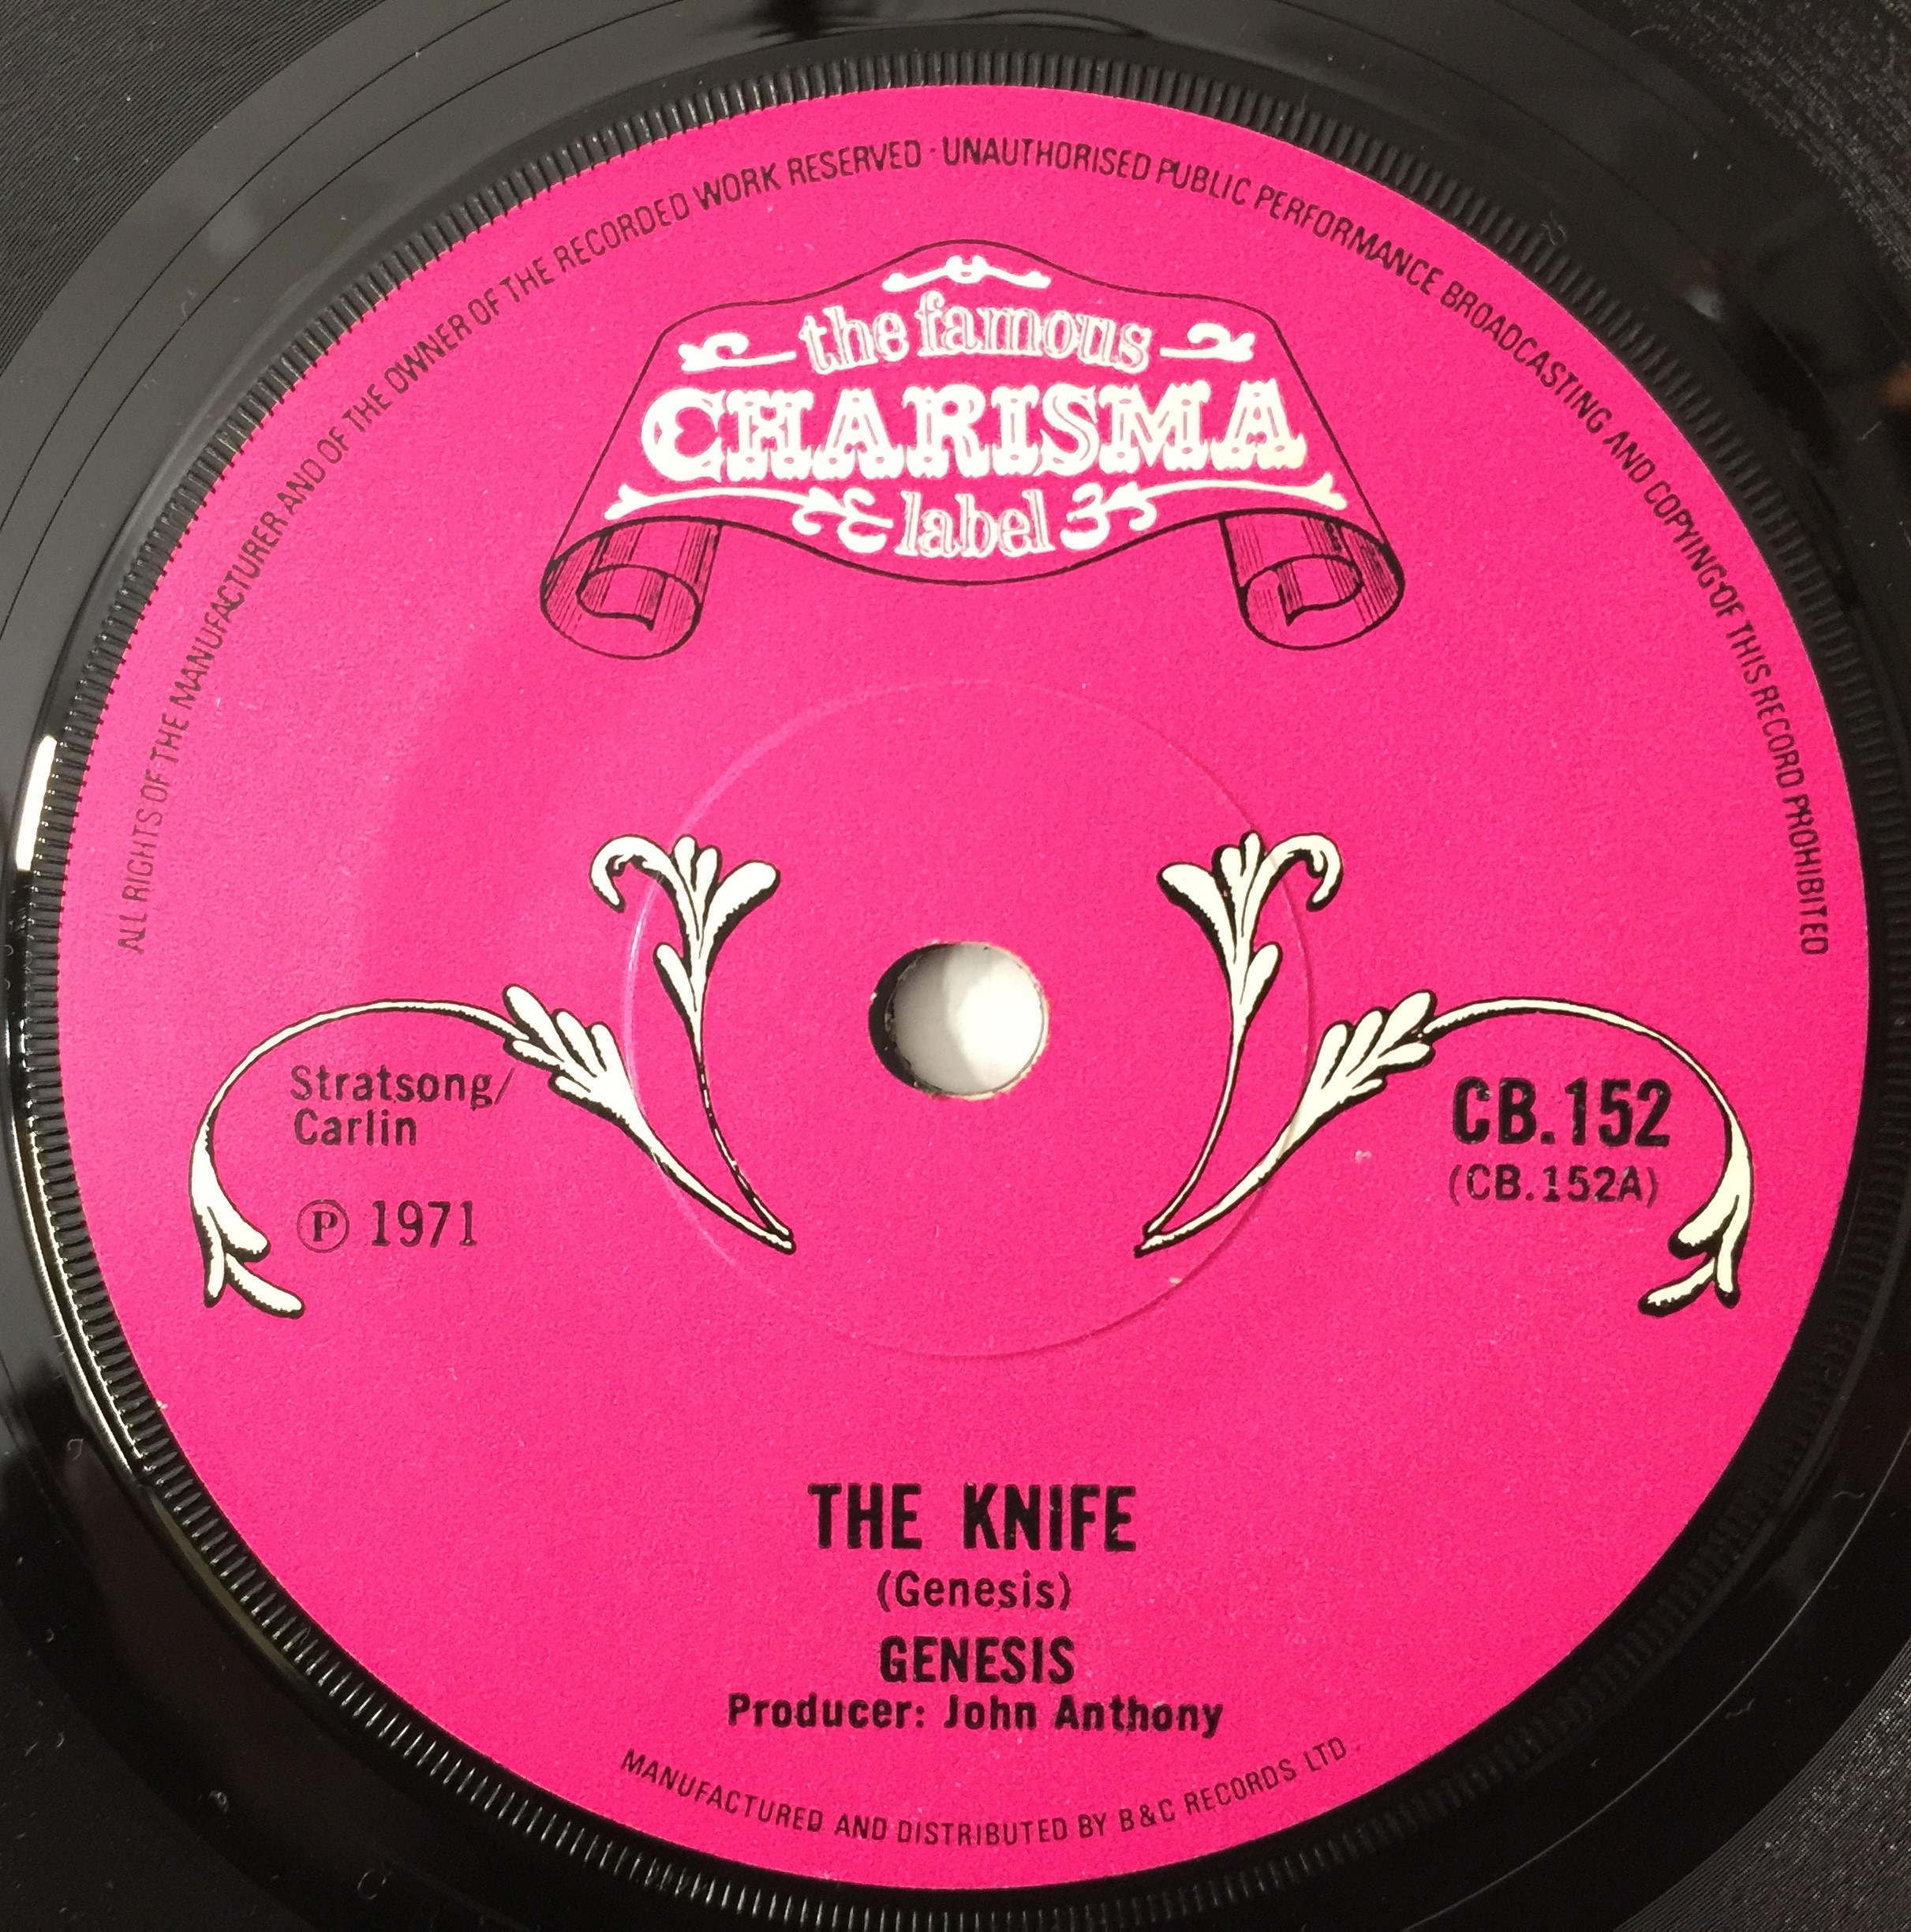 ALL RIGHTS OF THE MANUFACTURER AND OF THE OWNER OF THE RECORDED WORK RESERVED · UNAUTHORISED PUBLIC PERFORMANCE BROADCASTING AND COPYING OF THIS RECORD PROHIBITED
the famous
CHARISMA
label
Stratsong/
Carlin
Ⓟ 1971
CB.152
(CB.152A)
THE KNIFE
(Genesis)
GENESIS
Producer: John Anthony
MANUFACTURED AND DISTRIBUTED BY B&C RECORDS LTD.